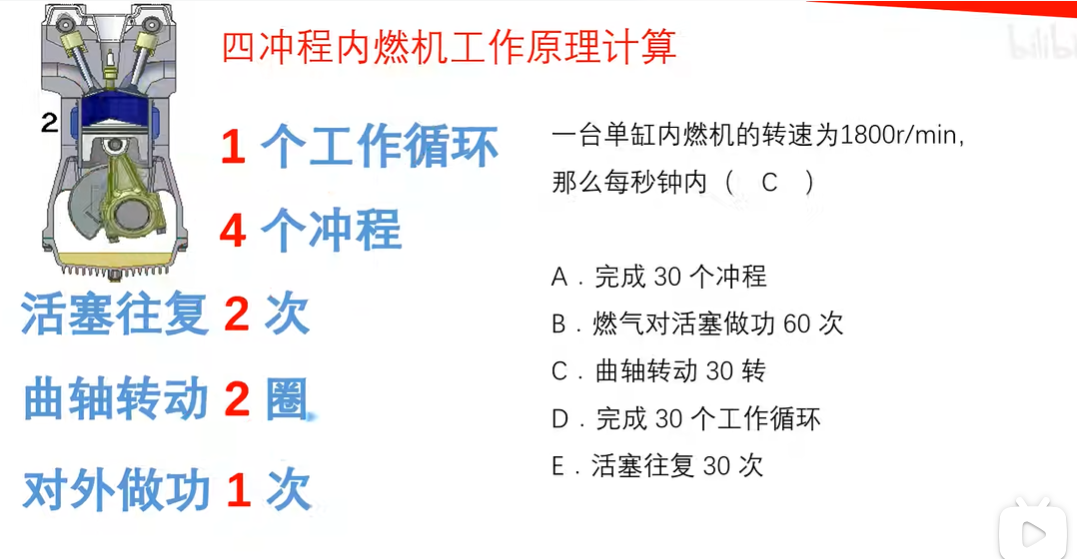 四冲程内燃机工作原理计算
2
1 个工作循环
4 个冲程
活塞往复 2 次
曲轴转动 2 圈
对外做功 1 次
一台单缸内燃机的转速为1800r/min，
那么每秒钟内（ C ）
A．完成 30 个冲程
B．燃气对活塞做功 60 次
C．曲轴转动 30 转
D．完成 30 个工作循环
E．活塞往复 30 次
bilibi